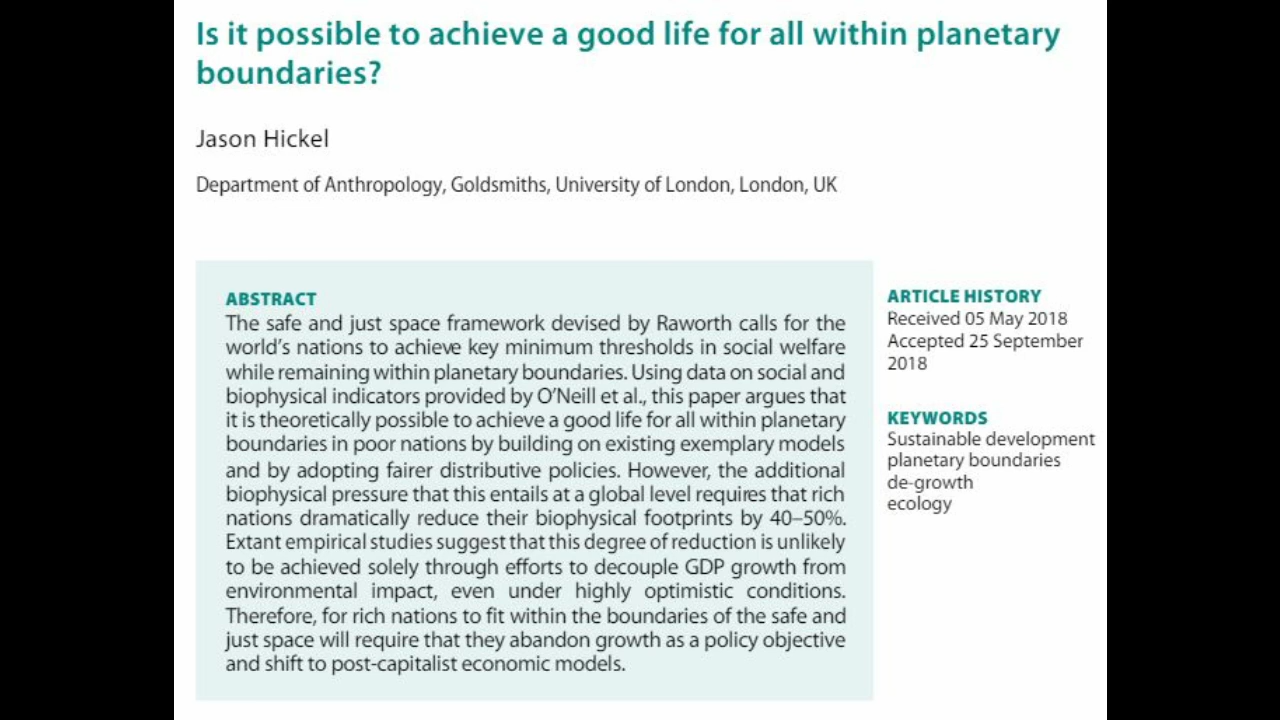 Is it possible to achieve a good life for all within planetary
boundaries?
Jason Hickel
Department of Anthropology, Goldsmiths, University of London, London, UK
ABSTRACT
The safe and just space framework devised by Raworth calls for the
world's nations to achieve key minimum thresholds in social welfare
while remaining within planetary boundaries. Using data on social and
biophysical indicators provided by O'Neill et al., this paper argues that
it is theoretically possible to achieve a good life for all within planetary
boundaries in poor nations by building on existing exemplary models
and by adopting fairer distributive policies. However, the additional
biophysical pressure that this entails at a global level requires that rich
nations dramatically reduce their biophysical footprints by 40–50%.
Extant empirical studies suggest that this degree of reduction is unlikely
to be achieved solely through efforts to decouple GDP growth from
environmental impact, even under highly optimistic conditions.
Therefore, for rich nations to fit within the boundaries of the safe and
just space will require that they abandon growth as a policy objective
and shift to post-capitalist economic models.
ARTICLE HISTORY
Received 05 May 2018
Accepted 25 September
2018
KEYWORDS
Sustainable development
planetary boundaries
de-growth
ecology